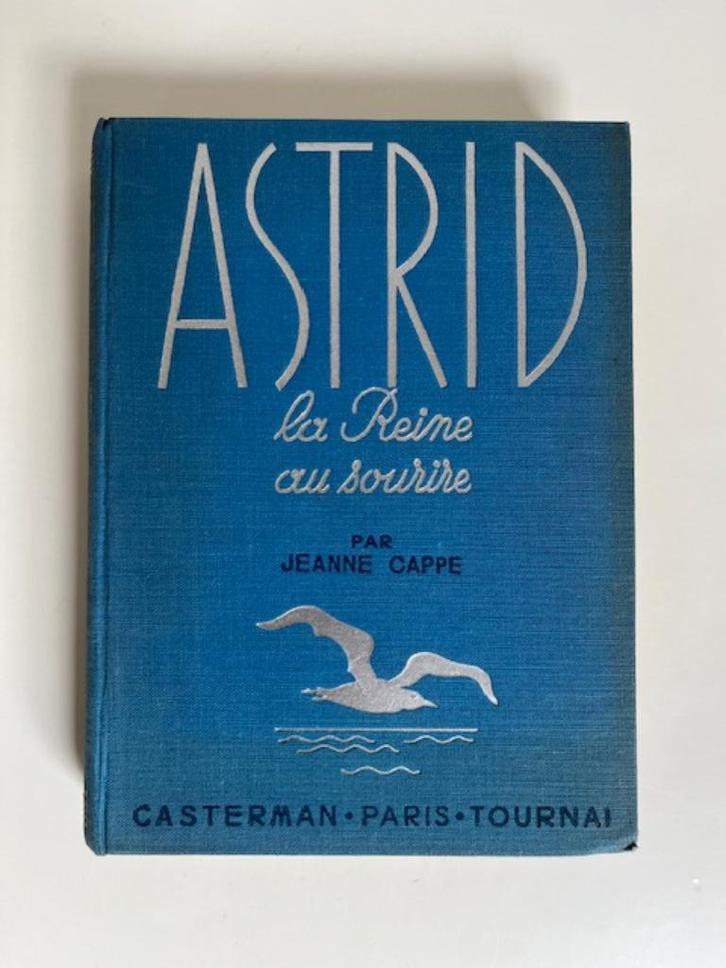 ASTRID
la Reine
au sourire
PAR
JEANNE CAPPE
CASTERMAN • PARIS • TOURNAI